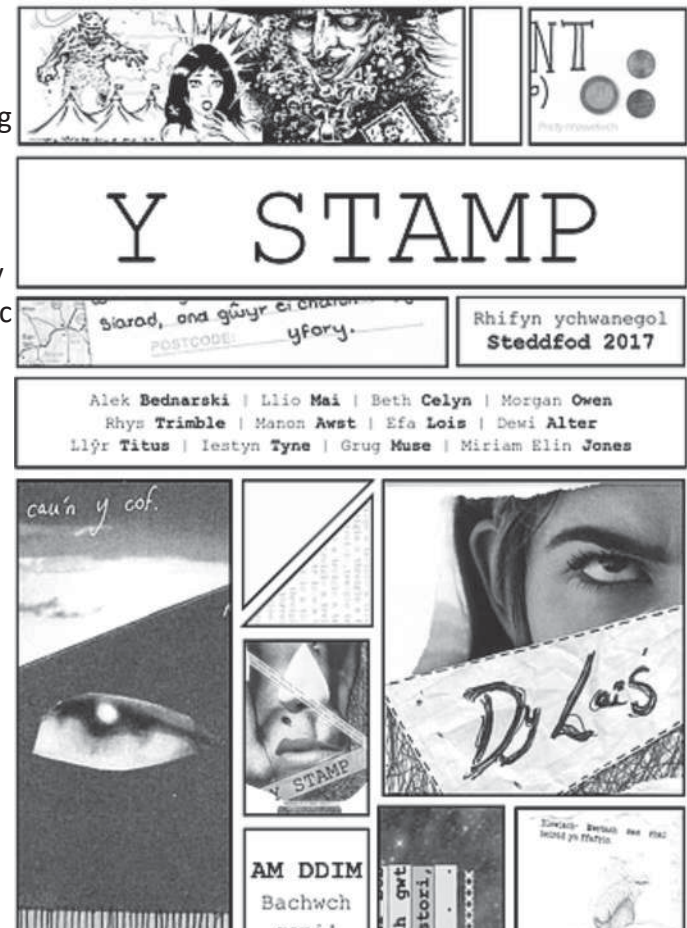 g
NT
Y STAMP
y
c
siarad, ond gŵyr ei
POSTCODE: yfory.
Rhifyn ychwanegol
Steddfod 2017
Alek Bednarski | Llio Mai | Beth Celyn | Morgan Owen
Rhys Trimble | Manon Awst | Efa Lois | Dewi Alter
Llŷr Titus | Iestyn Tyne | Grug Muse | Miriam Elin Jones
cau'n y cof.
Dy Lais
Y STAMP
AM DDIM
Bachwch
h gwt
stori,